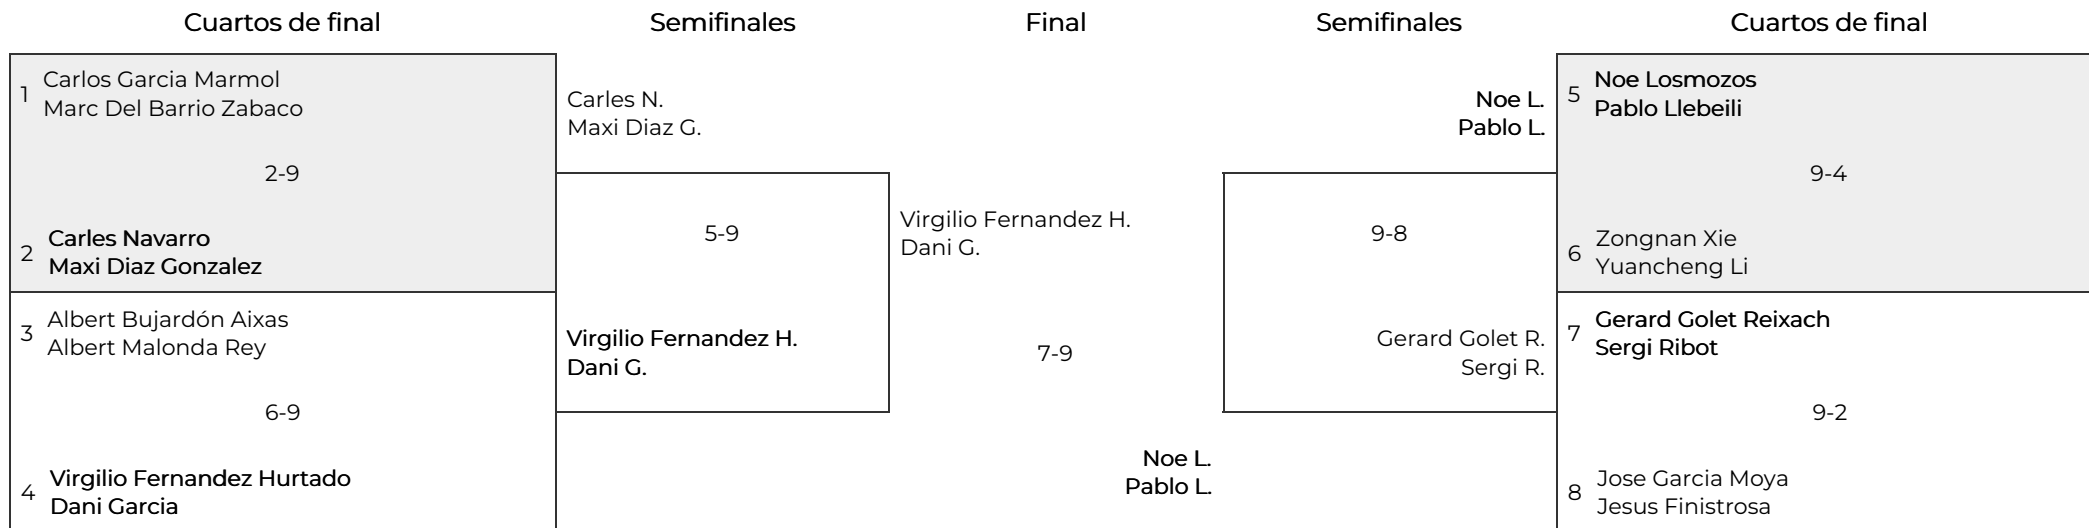 Cuartos de final
Semifinales
Final
Semifinales
Cuartos de final
1
Carlos Garcia Marmol
Marc Del Barrio Zabaco
2-9
2
Carles Navarro
Maxi Diaz Gonzalez
3
Albert Bujardón Aixas
Albert Malonda Rey
6-9
4
Virgilio Fernandez Hurtado
Dani Garcia
Carles N.
Maxi Diaz G.
5-9
Virgilio Fernandez H.
Dani G.
Virgilio Fernandez H.
Dani G.
7-9
Noe L.
Pablo L.
Noe L.
Pablo L.
9-8
Gerard Golet R.
Sergi R.
5
Noe Losmozos
Pablo Llebeili
9-4
6
Zongnan Xie
Yuancheng Li
7
Gerard Golet Reixach
Sergi Ribot
9-2
8
Jose Garcia Moya
Jesus Finistrosa